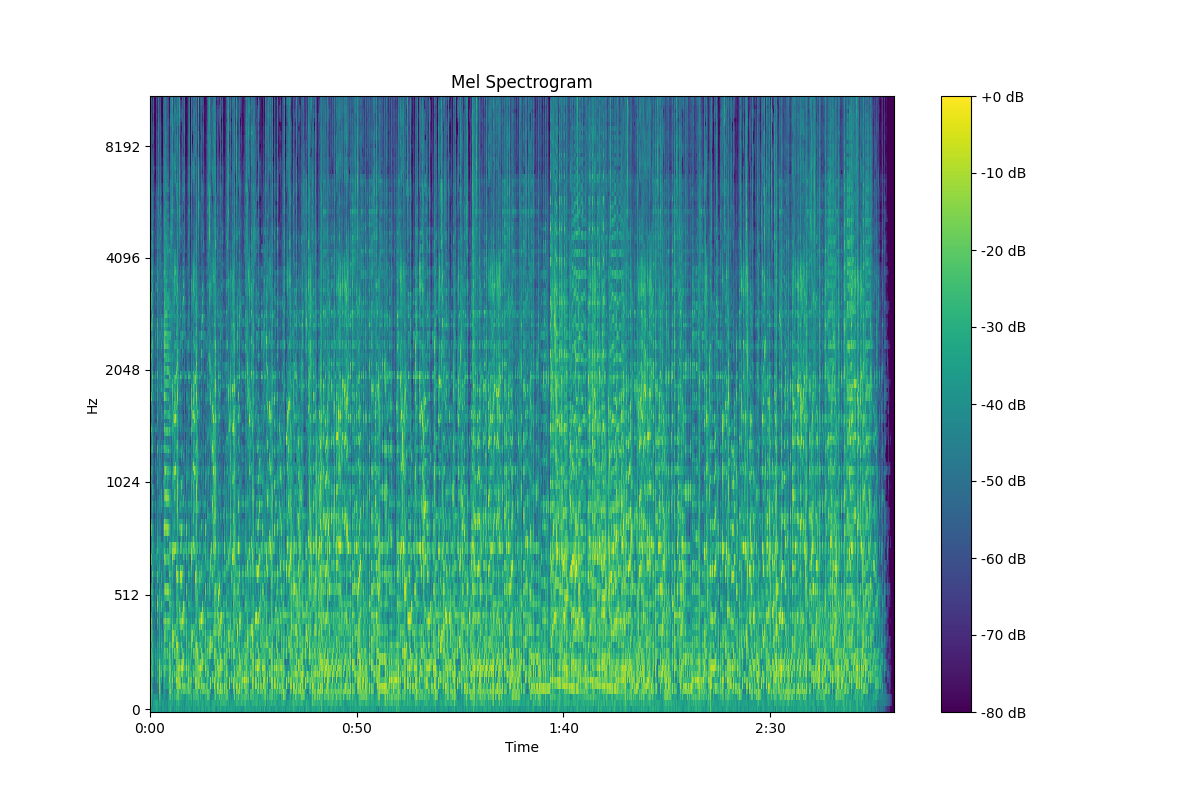 Mel Spectrogram
8192
4096
2048
1024
512
0
Hz
0:00 0:50 1:40 2:30
Time
+0 dB
-10 dB
-20 dB
-30 dB
-40 dB
-50 dB
-60 dB
-70 dB
-80 dB